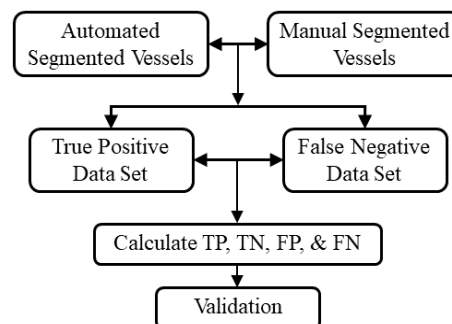 Automated
Segmented Vessels
Manual Segmented
Vessels
True Positive
Data Set
False Negative
Data Set
Calculate TP, TN, FP, & FN
Validation